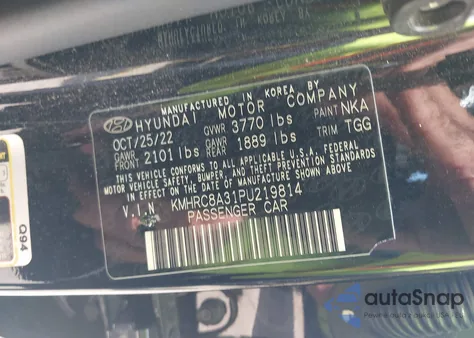 MANUFACTURED IN KOREA BY
HYUNDAI MOTOR COMPANY
OCT/25/22 GVWR 3770 lbs PAINT NKA
GAWR FRONT 2101 lbs GAWR REAR 1889 lbs TRIM TGG
THIS VEHICLE CONFORMS TO ALL APPLICABLE U.S.A. FEDERAL
MOTOR VEHICLE SAFETY, BUMPER, AND THEFT PREVENTION
STANDARDS IN EFFECT ON THE DATE OF MANUFACTURE
SHOWN ABOVE.
V.I.N KMHRC8A31PU219814
PASSENGER CAR
Q94
autoSnap